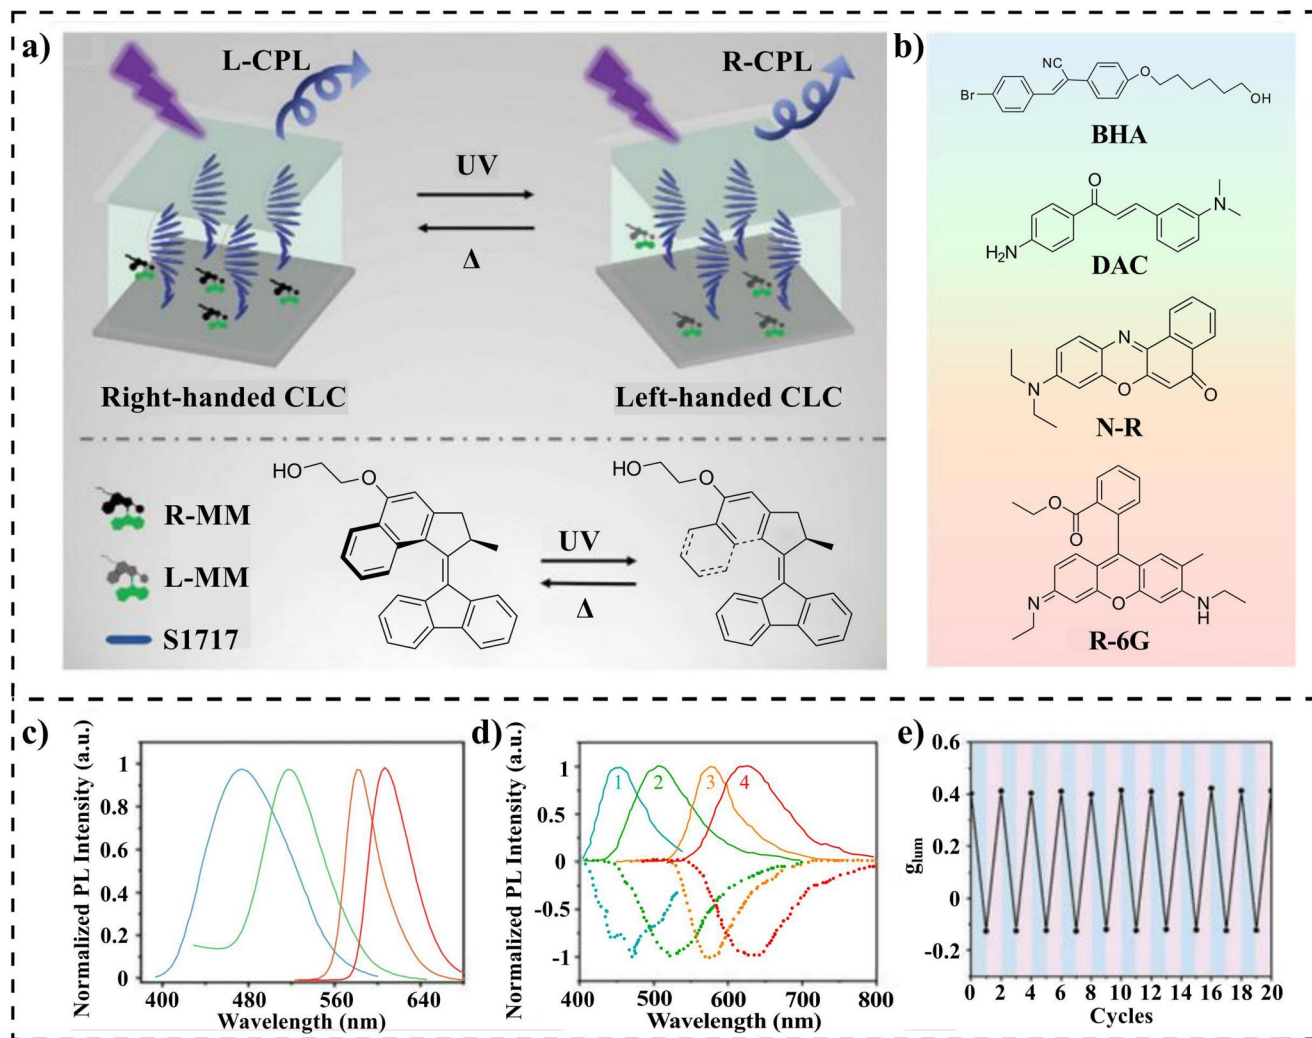 a)
L-CPL
R-CPL
UV
Δ
Right-handed CLC
Left-handed CLC
R-MM
L-MM
S1717
HO
O
UV
Δ
HO
O
b)
NC
Br
O
OH
BHA
O
N
H₂N
DAC
N
N
O
O
N-R
O
O
N
O
N
H
R-6G
c)
Normalized PL Intensity (a.u.)
1
0.8
0.6
0.4
0.2
0
400
480
560
640
Wavelength (nm)
d)
Normalized PL Intensity (a.u.)
1
0.5
0
-0.5
-1
1
2
3
4
400
500
600
700
800
Wavelength (nm)
e)
glum
0.6
0.4
0.2
0
-0.2
0
2
4
6
8
10
12
14
16
18
20
Cycles